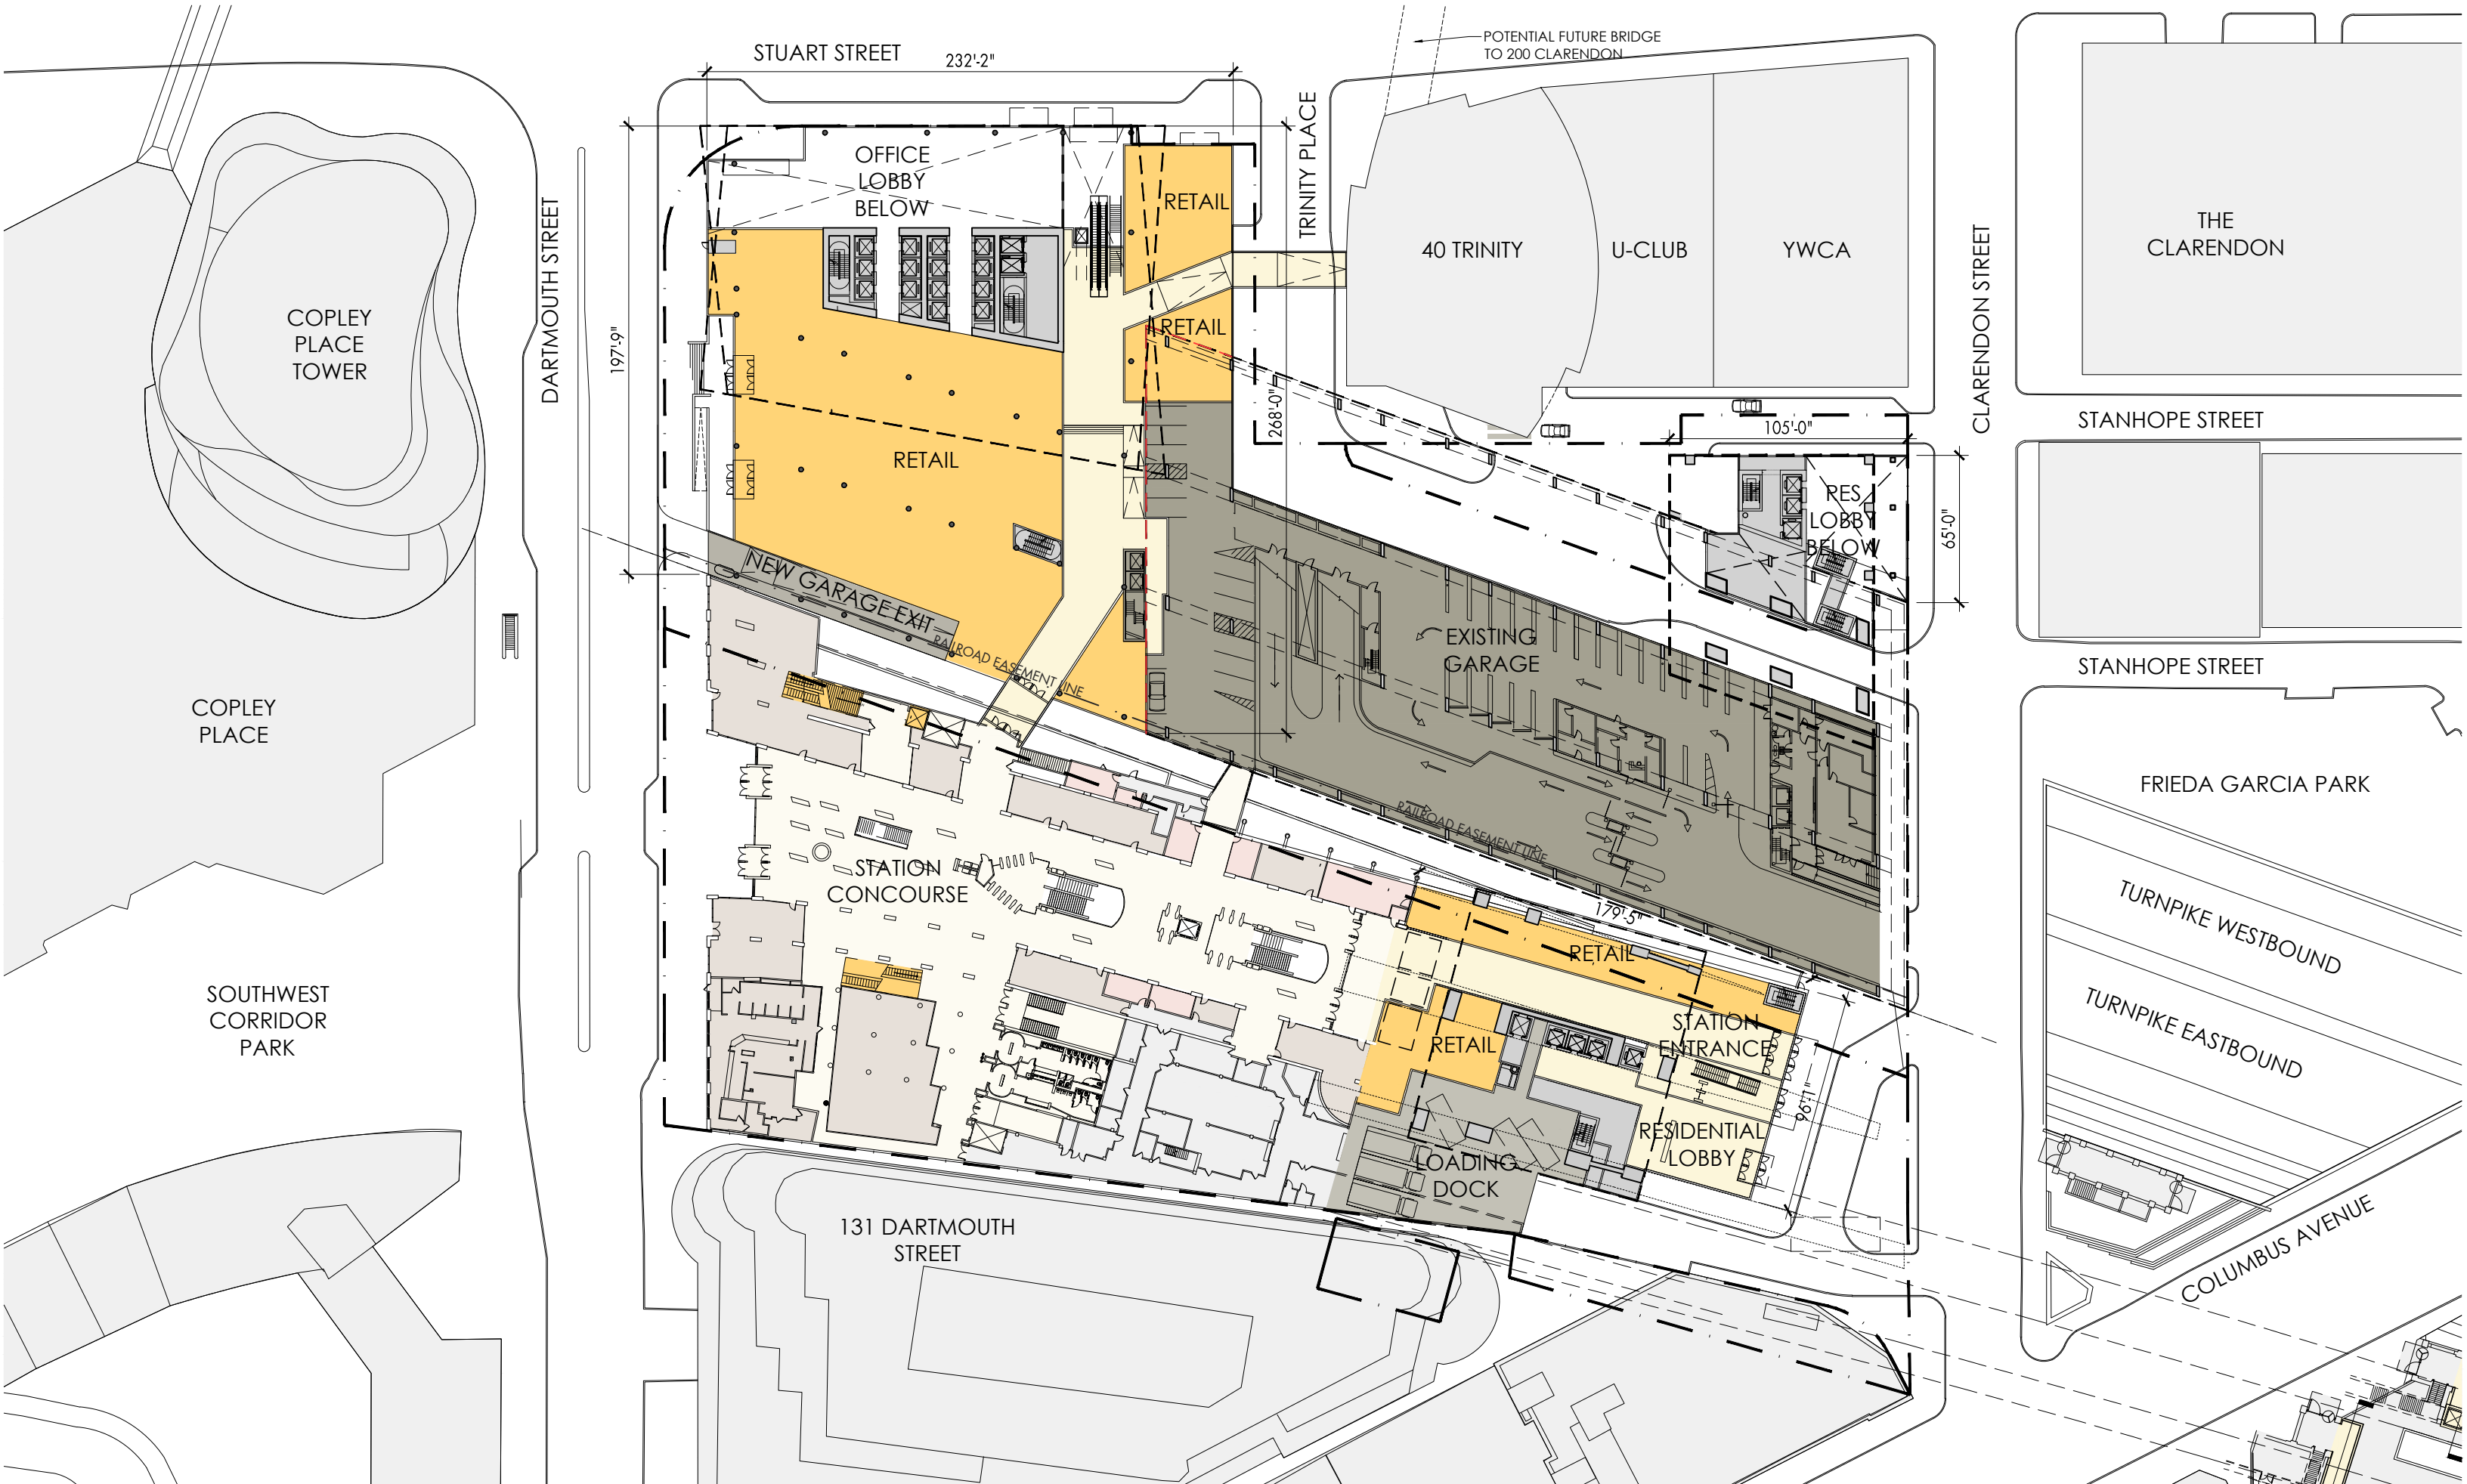 STUART STREET
232'-2"
POTENTIAL FUTURE BRIDGE
TO 200 CLARENDON
TRINITY PLACE
OFFICE
LOBBY
BELOW
RETAIL
DARTMOUTH STREET
40 TRINITY
U-CLUB
YWCA
THE
CLARENDON
CLARENDON STREET
COPLEY
PLACE
TOWER
197'-9"
RETAIL
268'-0"
STANHOPE STREET
105'-0"
RETAIL
RES
LOBBY
BELOW
65'-0"
NEW GARAGE EXIT
RAILROAD EASEMENT LINE
EXISTING
GARAGE
STANHOPE STREET
COPLEY
PLACE
FRIEDA GARCIA PARK
RAILROAD EASEMENT LINE
STATION
CONCOURSE
179'-5"
RETAIL
TURNPIKE WESTBOUND
SOUTHWEST
CORRIDOR
PARK
STATION
ENTRANCE
RETAIL
TURNPIKE EASTBOUND
96'-1"
RESIDENTIAL
LOBBY
LOADING
DOCK
131 DARTMOUTH
STREET
COLUMBUS AVENUE